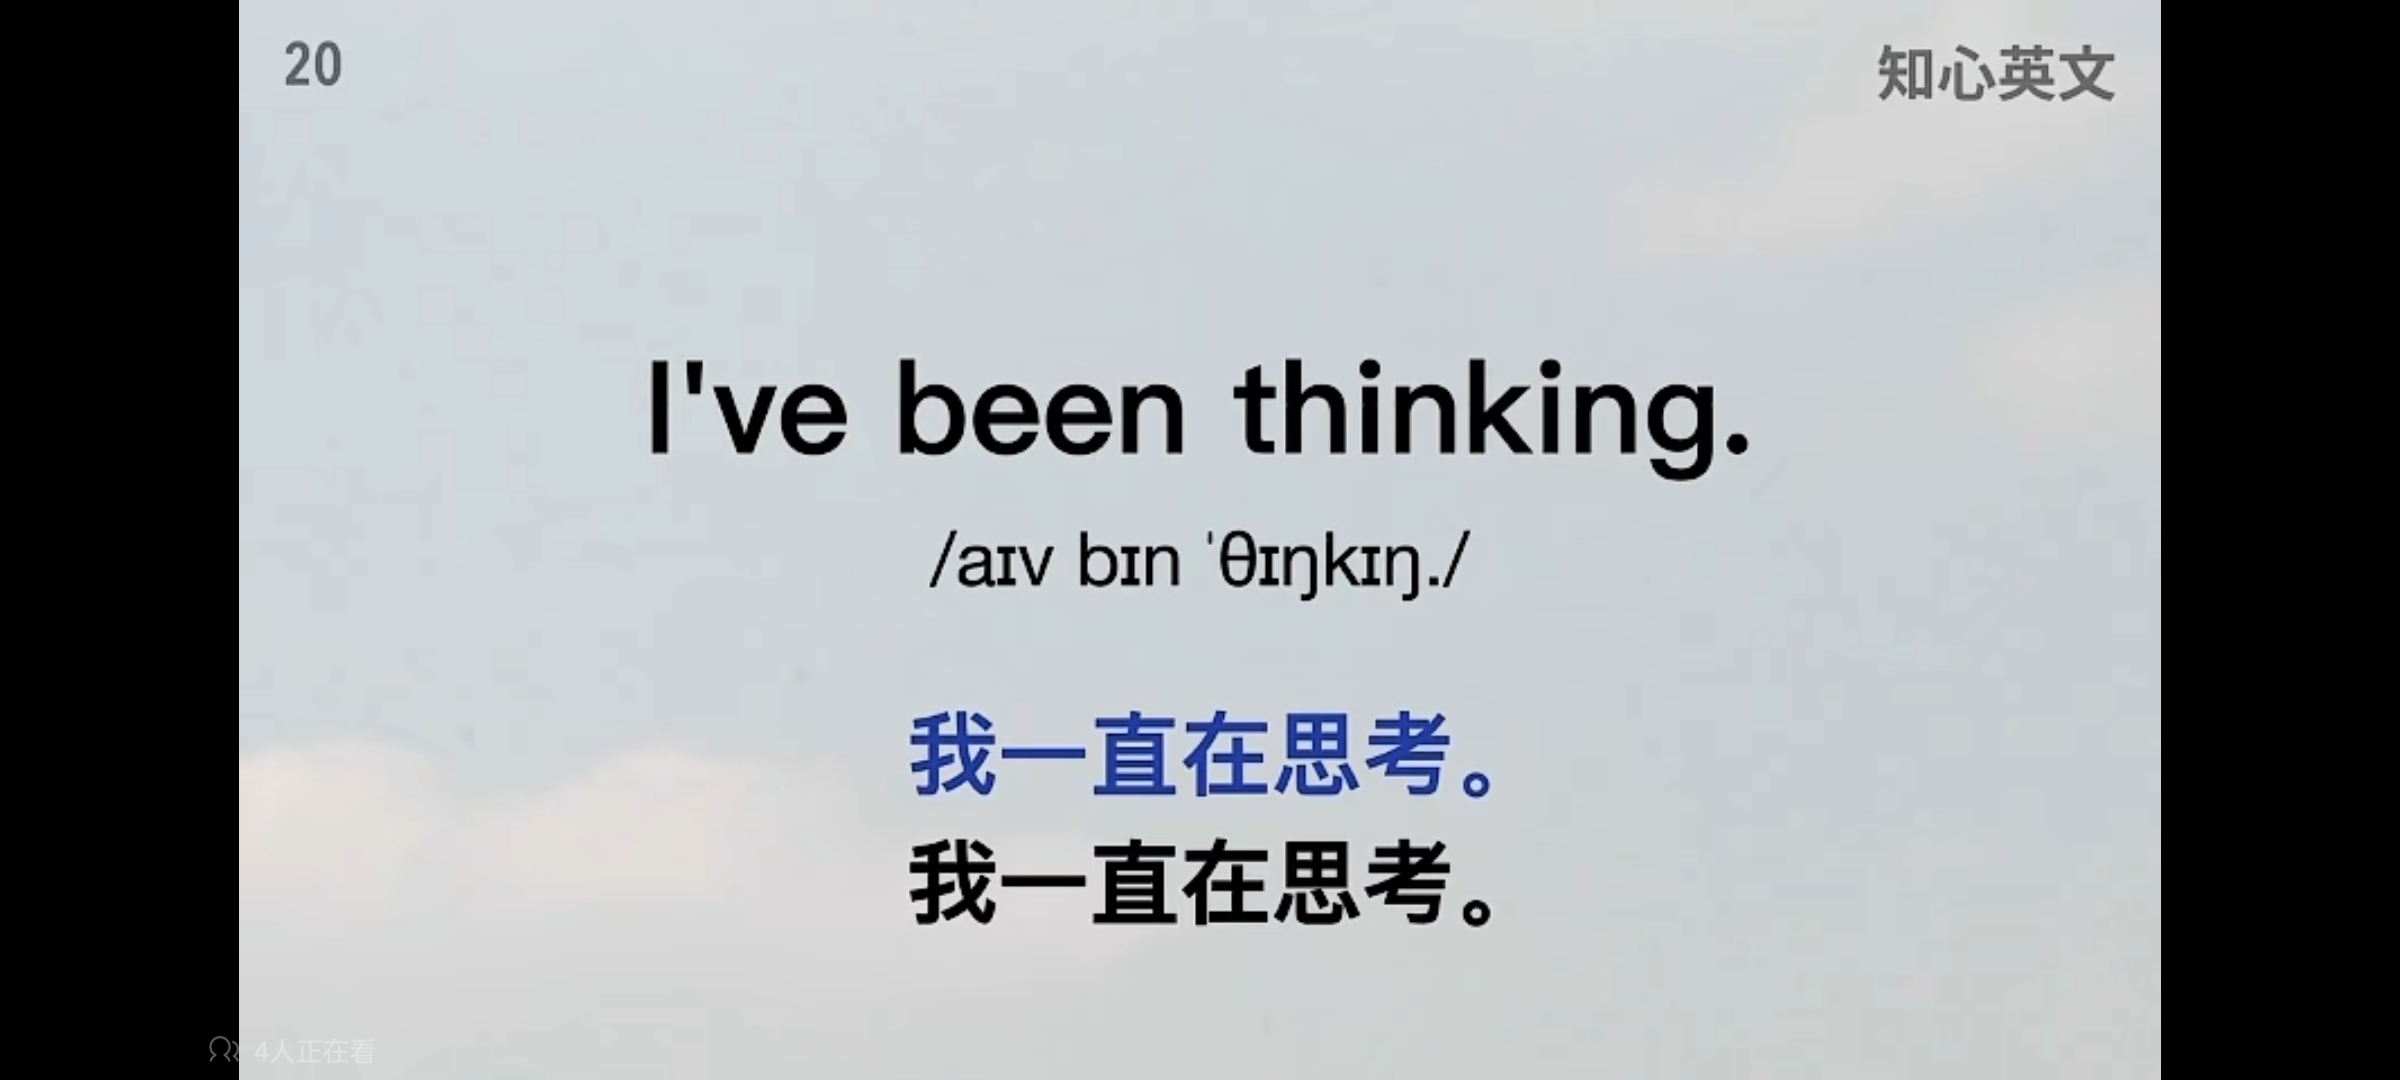 20
知心英文
I've been thinking.
/aɪv bɪn ˈθɪŋkɪŋ./
我一直在思考。
我一直在思考。
4人正在看